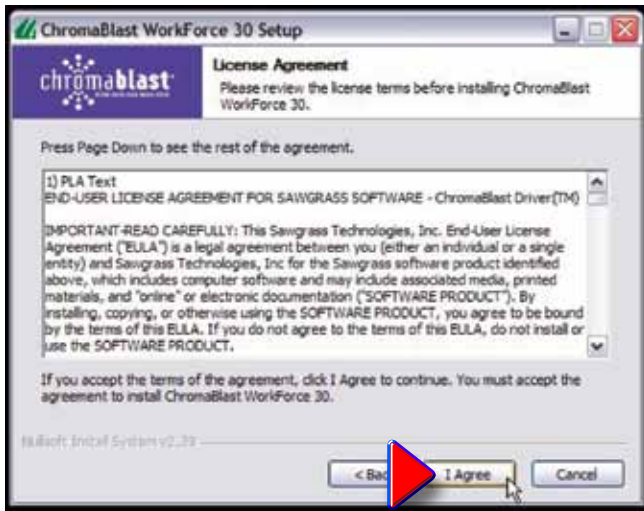 ChromaBlast WorkForce 30 Setup
chromablast
License Agreement
Please review the license terms before installing ChromaBlast
WorkForce 30.
Press Page Down to see the rest of the agreement.
1) PLA Text
END-USER LICENSE AGREEMENT FOR SAWGRASS SOFTWARE - ChromaBlast Driver(TM)
IMPORTANT-READ CAREFULLY: This Sawgrass Technologies, Inc. End-User License
Agreement ("EULA") is a legal agreement between you (either an individual or a single
entity) and Sawgrass Technologies, Inc for the Sawgrass software product identified
above, which includes computer software and may include associated media, printed
materials, and "online" or electronic documentation ("SOFTWARE PRODUCT"). By
installing, copying, or otherwise using the SOFTWARE PRODUCT, you agree to be bound
by the terms of this EULA. If you do not agree to the terms of this EULA, do not install or
use the SOFTWARE PRODUCT.
If you accept the terms of the agreement, click I Agree to continue. You must accept the
agreement to install ChromaBlast WorkForce 30.
Nullsoft Install System v2.39
< Bac I Agree Cancel